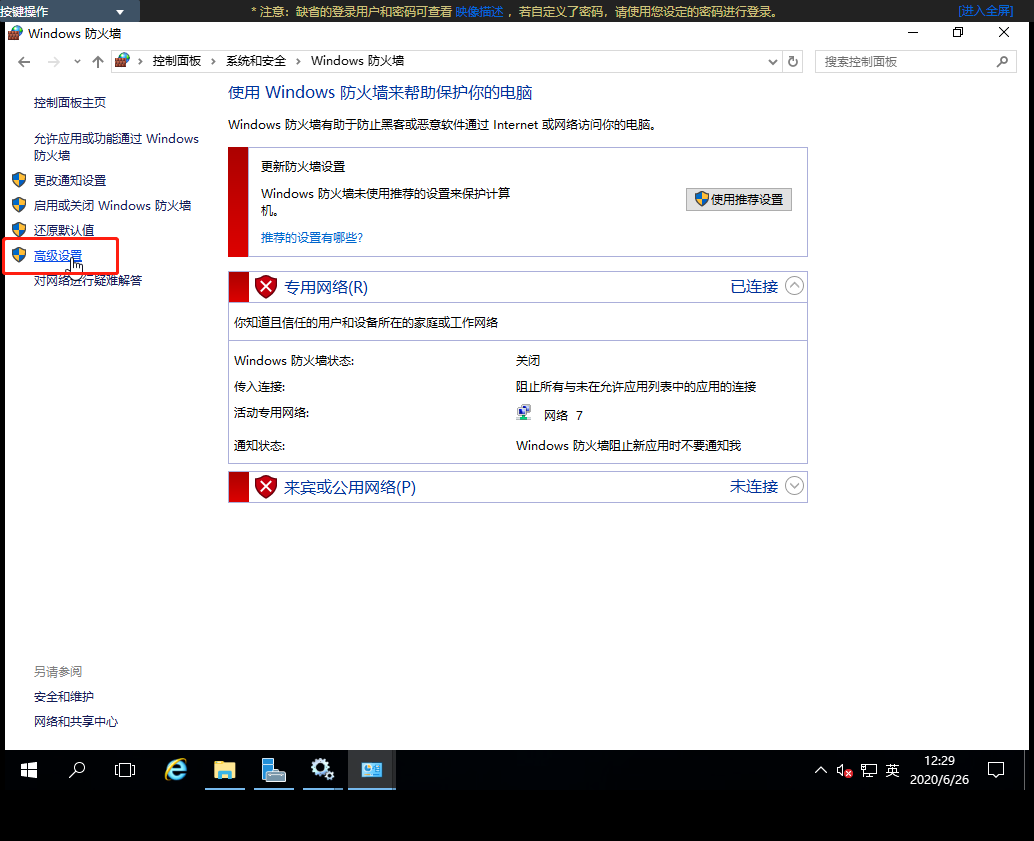 按键操作
* 注意：缺省的登录用户和密码可查看 映像描述 ，若自定义了密码，请使用您设定的密码进行登录。
[进入全屏]
Windows 防火墙
控制面板 › 系统和安全 › Windows 防火墙
搜索控制面板
控制面板主页
允许应用或功能通过 Windows
防火墙
更改通知设置
启用或关闭 Windows 防火墙
还原默认值
高级设置
对网络进行疑难解答
使用 Windows 防火墙来帮助保护你的电脑
Windows 防火墙有助于防止黑客或恶意软件通过 Internet 或网络访问你的电脑。
更新防火墙设置
Windows 防火墙未使用推荐的设置来保护计算
机。
使用推荐设置
推荐的设置有哪些?
专用网络(R) 已连接
你知道且信任的用户和设备所在的家庭或工作网络
Windows 防火墙状态: 关闭
传入连接: 阻止所有与未在允许应用列表中的应用的连接
活动专用网络: 网络 7
通知状态: Windows 防火墙阻止新应用时不要通知我
来宾或公用网络(P) 未连接
另请参阅
安全和维护
网络和共享中心
英
12:29
2020/6/26